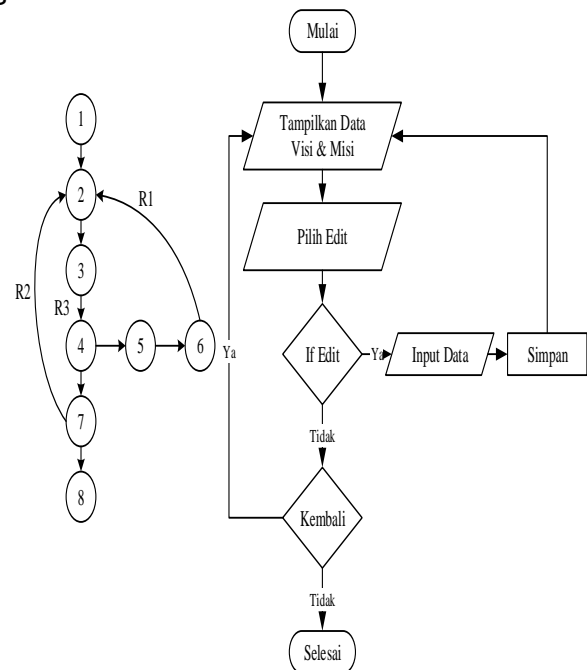 1
2
3
4
5
6
7
8
R1
R2
R3
Mulai
Tampilkan Data
Visi & Misi
Pilih Edit
If Edit
Ya
Input Data
Simpan
Tidak
Kembali
Ya
Tidak
Selesai